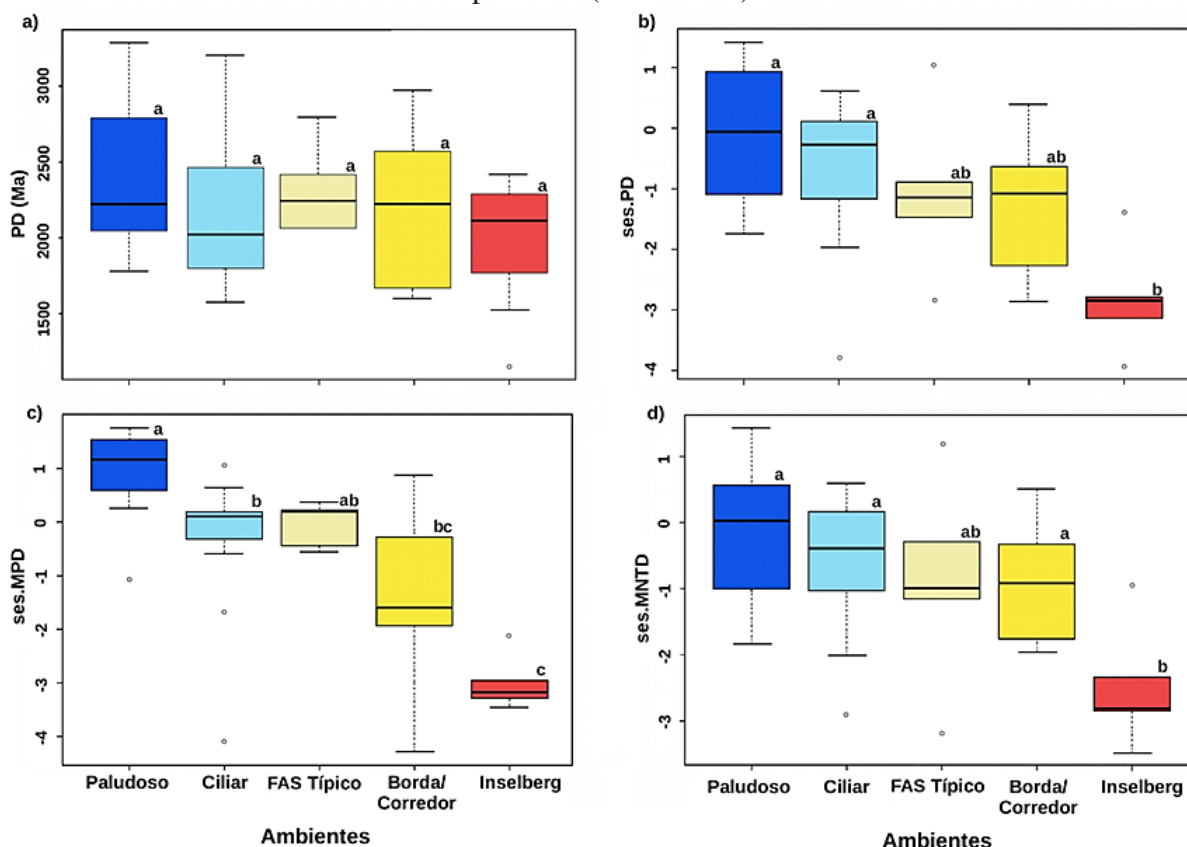 a)
PD (Ma)
3000
2500
2000
1500
a
a
a
a
a
b)
ses.PD
1
0
-1
-2
-3
-4
a
a
ab
ab
b
c)
ses.MPD
1
0
-1
-2
-3
-4
a
b
ab
bc
c
Paludoso
Ciliar
FAS Típico
Borda/
Corredor
Inselberg
Ambientes
d)
ses.MNTD
1
0
-1
-2
-3
a
a
ab
a
b
Paludoso
Ciliar
FAS Típico
Borda/
Corredor
Inselberg
Ambientes